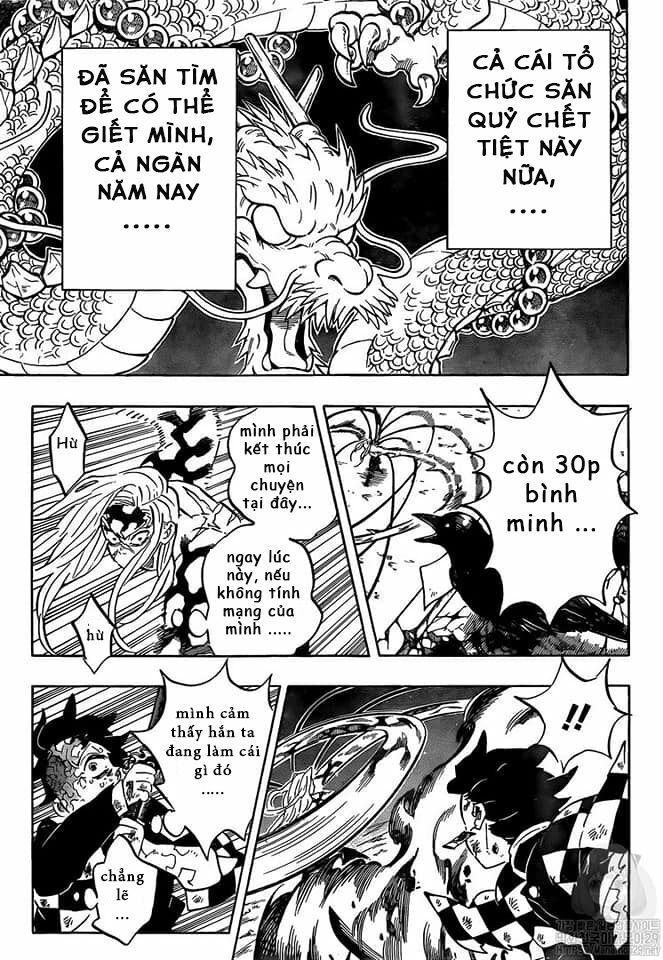 CẢ CÁI TỔ
CHỨC SĂN
QUỶ CHẾT
TIỆT NÀY
NỮA,
....
ĐÃ SĂN TÌM
ĐỂ CÓ THỂ
GIẾT MÌNH,
CẢ NGÀN
NĂM NAY
.....
còn 30p
bình
minh ...
Hừ
mình phải
kết thúc
mọi
chuyện
tại đây...
ngay lúc
này, nếu
không tính
mạng của
mình .....
hừ
!!
mình cảm
thấy hắn ta
đang làm cái
gì đó
.....
chẳng
lẽ
...